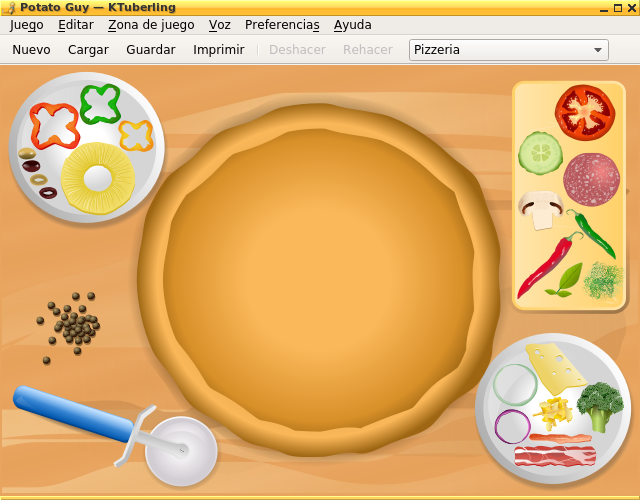 Potato Guy — KTuberling
Juego Editar Zona de juego Voz Preferencias Ayuda
Nuevo Cargar Guardar Imprimir Deshacer Rehacer Pizzeria